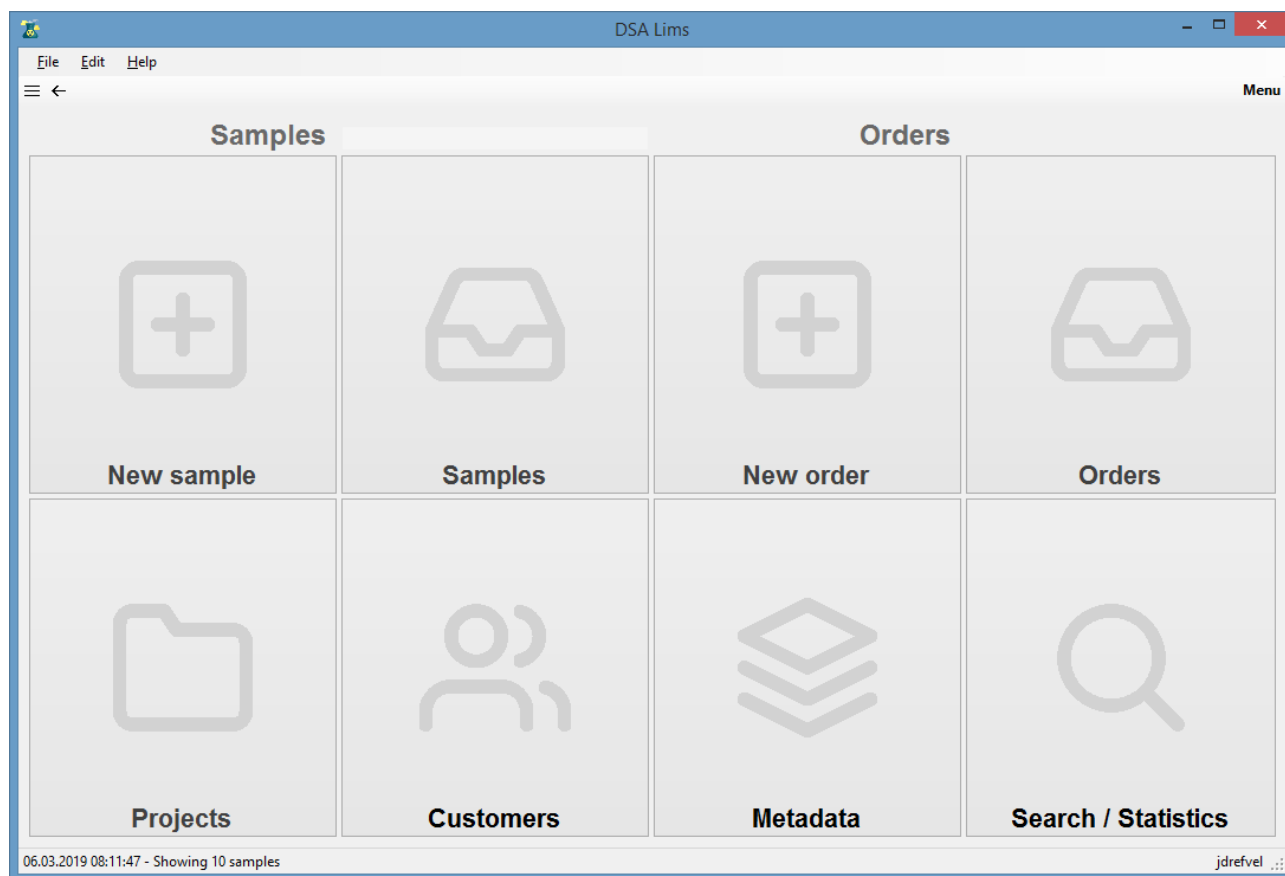 DSA Lims
File Edit Help
Menu
Samples Orders
New sample Samples New order Orders
Projects Customers Metadata Search / Statistics
06.03.2019 08:11:47 - Showing 10 samples jdrefvel